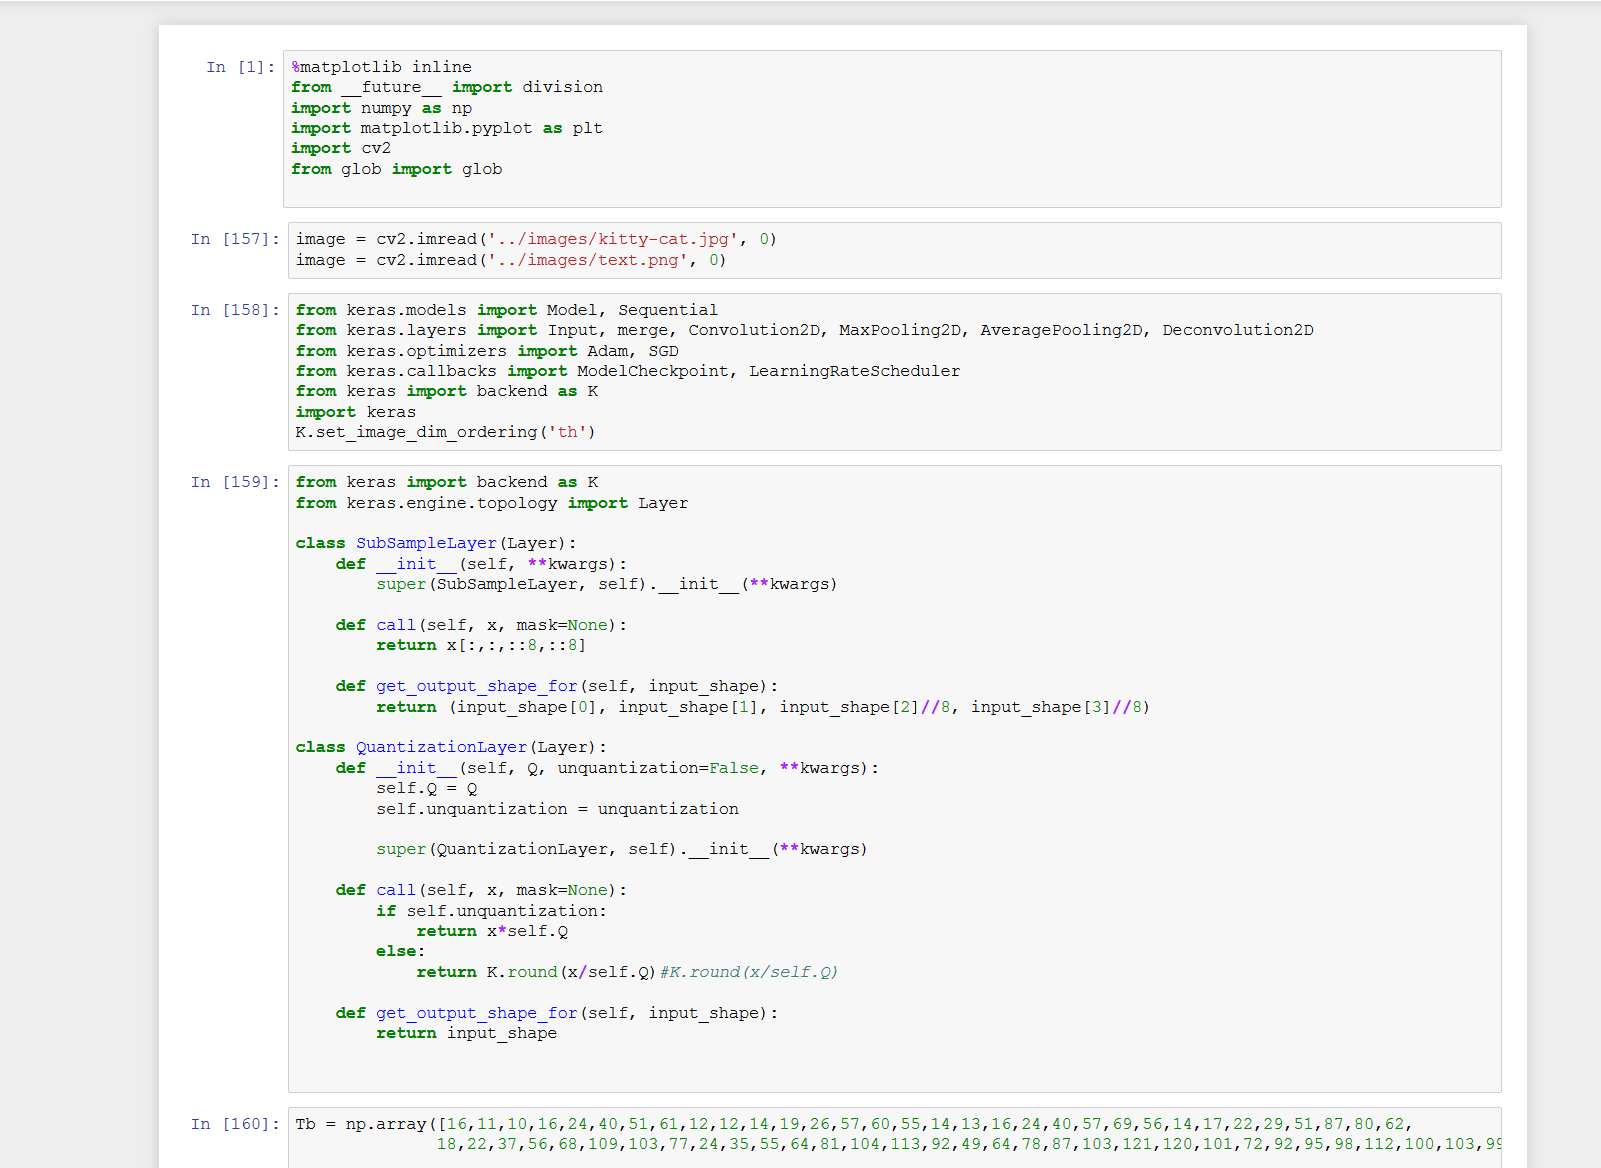 In [1]:
%matplotlib inline
from __future__ import division
import numpy as np
import matplotlib.pyplot as plt
import cv2
from glob import glob
In [157]:
image = cv2.imread('../images/kitty-cat.jpg', 0)
image = cv2.imread('../images/text.png', 0)
In [158]:
from keras.models import Model, Sequential
from keras.layers import Input, merge, Convolution2D, MaxPooling2D, AveragePooling2D, Deconvolution2D
from keras.optimizers import Adam, SGD
from keras.callbacks import ModelCheckpoint, LearningRateScheduler
from keras import backend as K
import keras
K.set_image_dim_ordering('th')
In [159]:
from keras import backend as K
from keras.engine.topology import Layer
class SubSampleLayer(Layer):
    def __init__(self, **kwargs):
        super(SubSampleLayer, self).__init__(**kwargs)
    def call(self, x, mask=None):
        return x[:,:,::8,::8]
    def get_output_shape_for(self, input_shape):
        return (input_shape[0], input_shape[1], input_shape[2]//8, input_shape[3]//8)
class QuantizationLayer(Layer):
    def __init__(self, Q, unquantization=False, **kwargs):
        self.Q = Q
        self.unquantization = unquantization
        super(QuantizationLayer, self).__init__(**kwargs)
    def call(self, x, mask=None):
        if self.unquantization:
            return x*self.Q
        else:
            return K.round(x/self.Q)#K.round(x/self.Q)
    def get_output_shape_for(self, input_shape):
        return input_shape
In [160]:
Tb = np.array([16,11,10,16,24,40,51,61,12,12,14,19,26,57,60,55,14,13,16,24,40,57,69,56,14,17,22,29,51,87,80,62,
              18,22,37,56,68,109,103,77,24,35,55,64,81,104,113,92,49,64,78,87,103,121,120,101,72,92,95,98,112,100,103,99